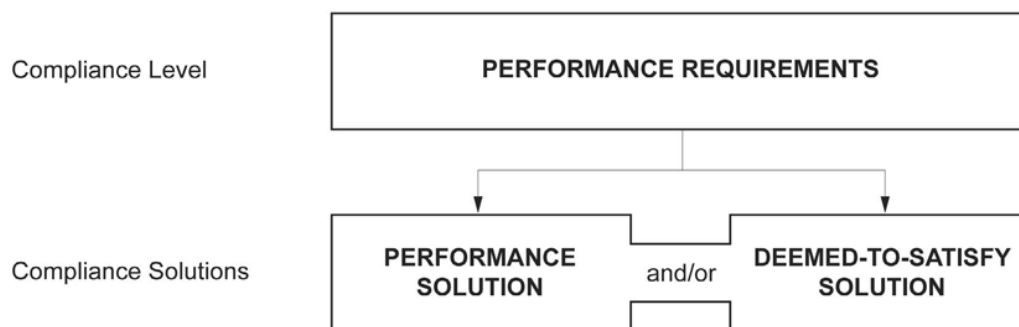 Compliance Level
PERFORMANCE REQUIREMENTS
Compliance Solutions
PERFORMANCE
SOLUTION
and/or
DEEMED-TO-SATISFY
SOLUTION